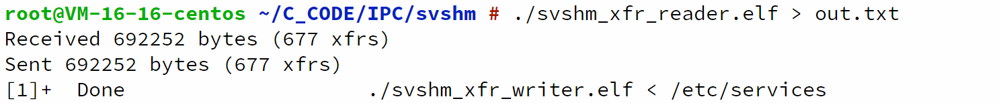 root@VM-16-16-centos ~/C_CODE/IPC/svshm # ./svshm_xfr_reader.elf > out.txt
Received 692252 bytes (677 xfrs)
Sent 692252 bytes (677 xfrs)
[1]+  Done                    ./svshm_xfr_writer.elf < /etc/services